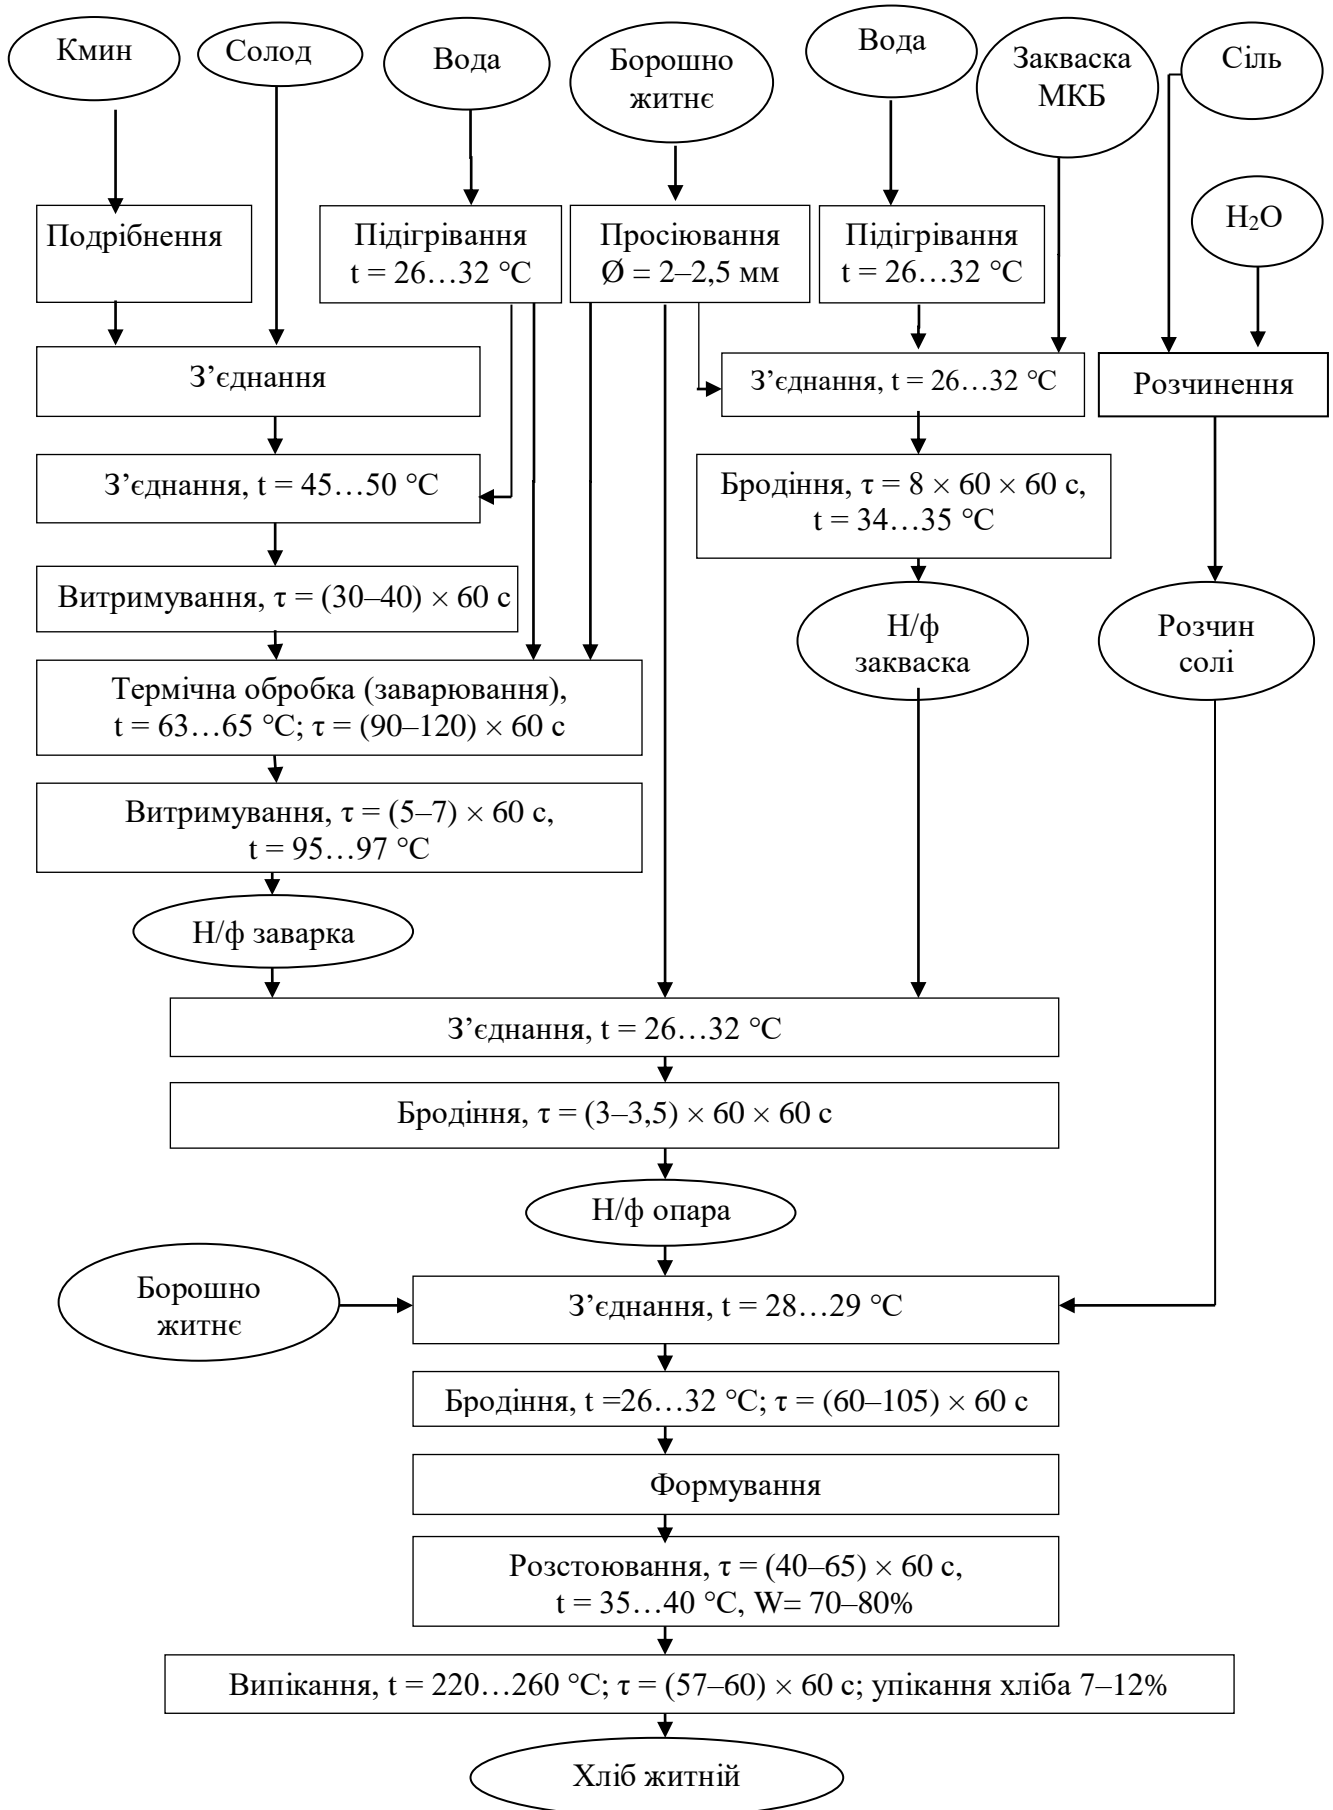 Кмин
Солод
Вода
Борошно
житнє
Вода
Закваска
МКБ
Сіль
H₂O
Подрібнення
Підігрівання
t = 26…32 °С
Просіювання
Ø = 2–2,5 мм
Підігрівання
t = 26…32 °С
З’єднання
З’єднання, t = 26…32 °С
Розчинення
З’єднання, t = 45…50 °С
Бродіння, τ = 8 × 60 × 60 с,
t = 34…35 °С
Витримування, τ = (30–40) × 60 с
Н/ф
закваска
Розчин
солі
Термічна обробка (заварювання),
t = 63…65 °С; τ = (90–120) × 60 с
Витримування, τ = (5–7) × 60 с,
t = 95…97 °С
Н/ф заварка
З’єднання, t = 26…32 °С
Бродіння, τ = (3–3,5) × 60 × 60 с
Н/ф опара
Борошно
житнє
З’єднання, t = 28…29 °С
Бродіння, t =26…32 °С; τ = (60–105) × 60 с
Формування
Розстоювання, τ = (40–65) × 60 с,
t = 35…40 °С, W= 70–80%
Випікання, t = 220…260 °С; τ = (57–60) × 60 с; упікання хліба 7–12%
Хліб житній